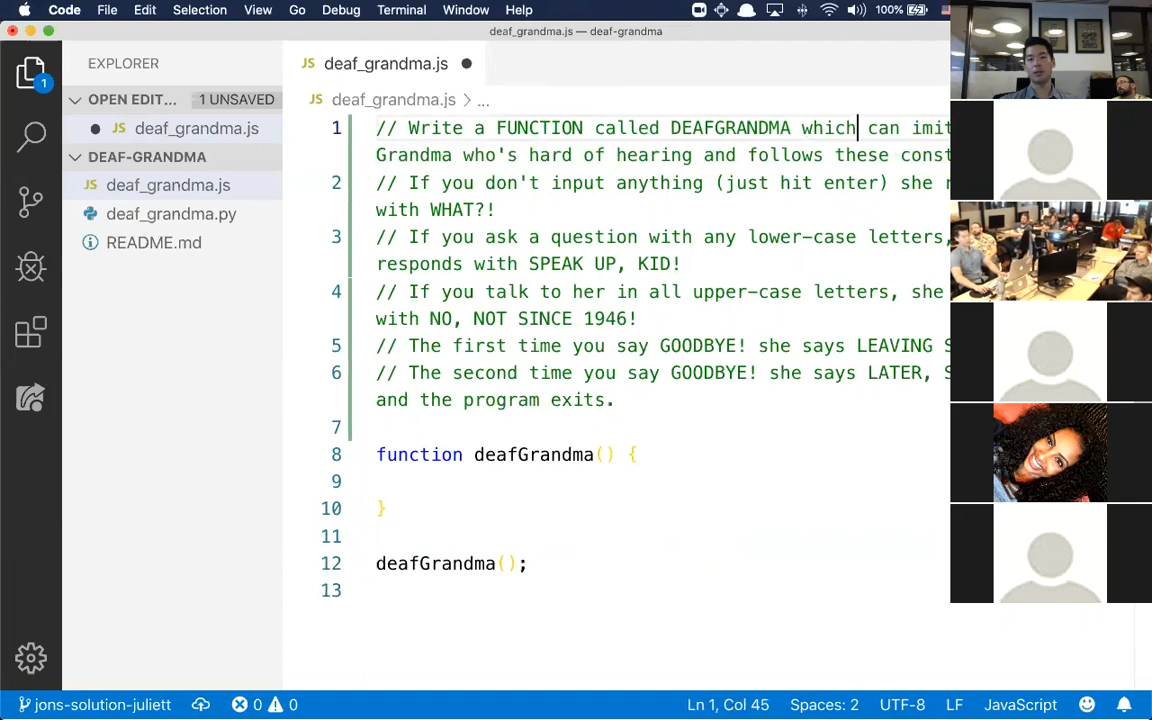 Code File Edit Selection View Go Debug Terminal Window Help 100%
deaf_grandma.js — deaf-grandma
EXPLORER
JS deaf_grandma.js
OPEN EDIT... 1 UNSAVED
JS deaf_grandma.js > ...
JS deaf_grandma.js
DEAF-GRANDMA
JS deaf_grandma.js
deaf_grandma.py
README.md
1
1 // Write a FUNCTION called DEAFGRANDMA which can imit
Grandma who's hard of hearing and follows these const
2 // If you don't input anything (just hit enter) she
with WHAT?!
3 // If you ask a question with any lower-case letters,
responds with SPEAK UP, KID!
4 // If you talk to her in all upper-case letters, she
with NO, NOT SINCE 1946!
5 // The first time you say GOODBYE! she says LEAVING S
6 // The second time you say GOODBYE! she says LATER, S
and the program exits.
7
8 function deafGrandma() {
9
10 }
11
12 deafGrandma();
13
jons-solution-juliett 0 0 Ln 1, Col 45 Spaces: 2 UTF-8 LF JavaScript